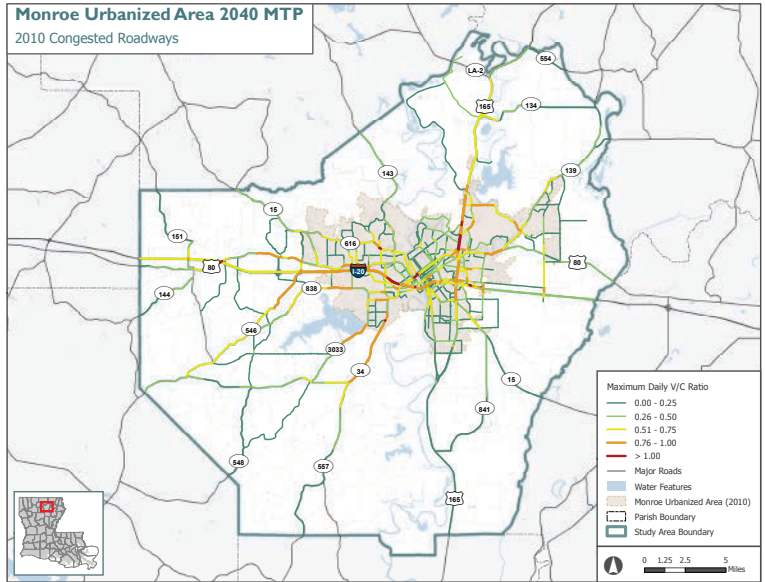 Monroe Urbanized Area 2040 MTP
2010 Congested Roadways
554
LA-2
165
134
143
139
15
151
616
80
I-20
80
144
838
546
3033
34
15
841
548
557
165
Maximum Daily V/C Ratio
0.00 - 0.25
0.26 - 0.50
0.51 - 0.75
0.76 - 1.00
> 1.00
Major Roads
Water Features
Monroe Urbanized Area (2010)
Parish Boundary
Study Area Boundary
0 1.25 2.5 5
Miles